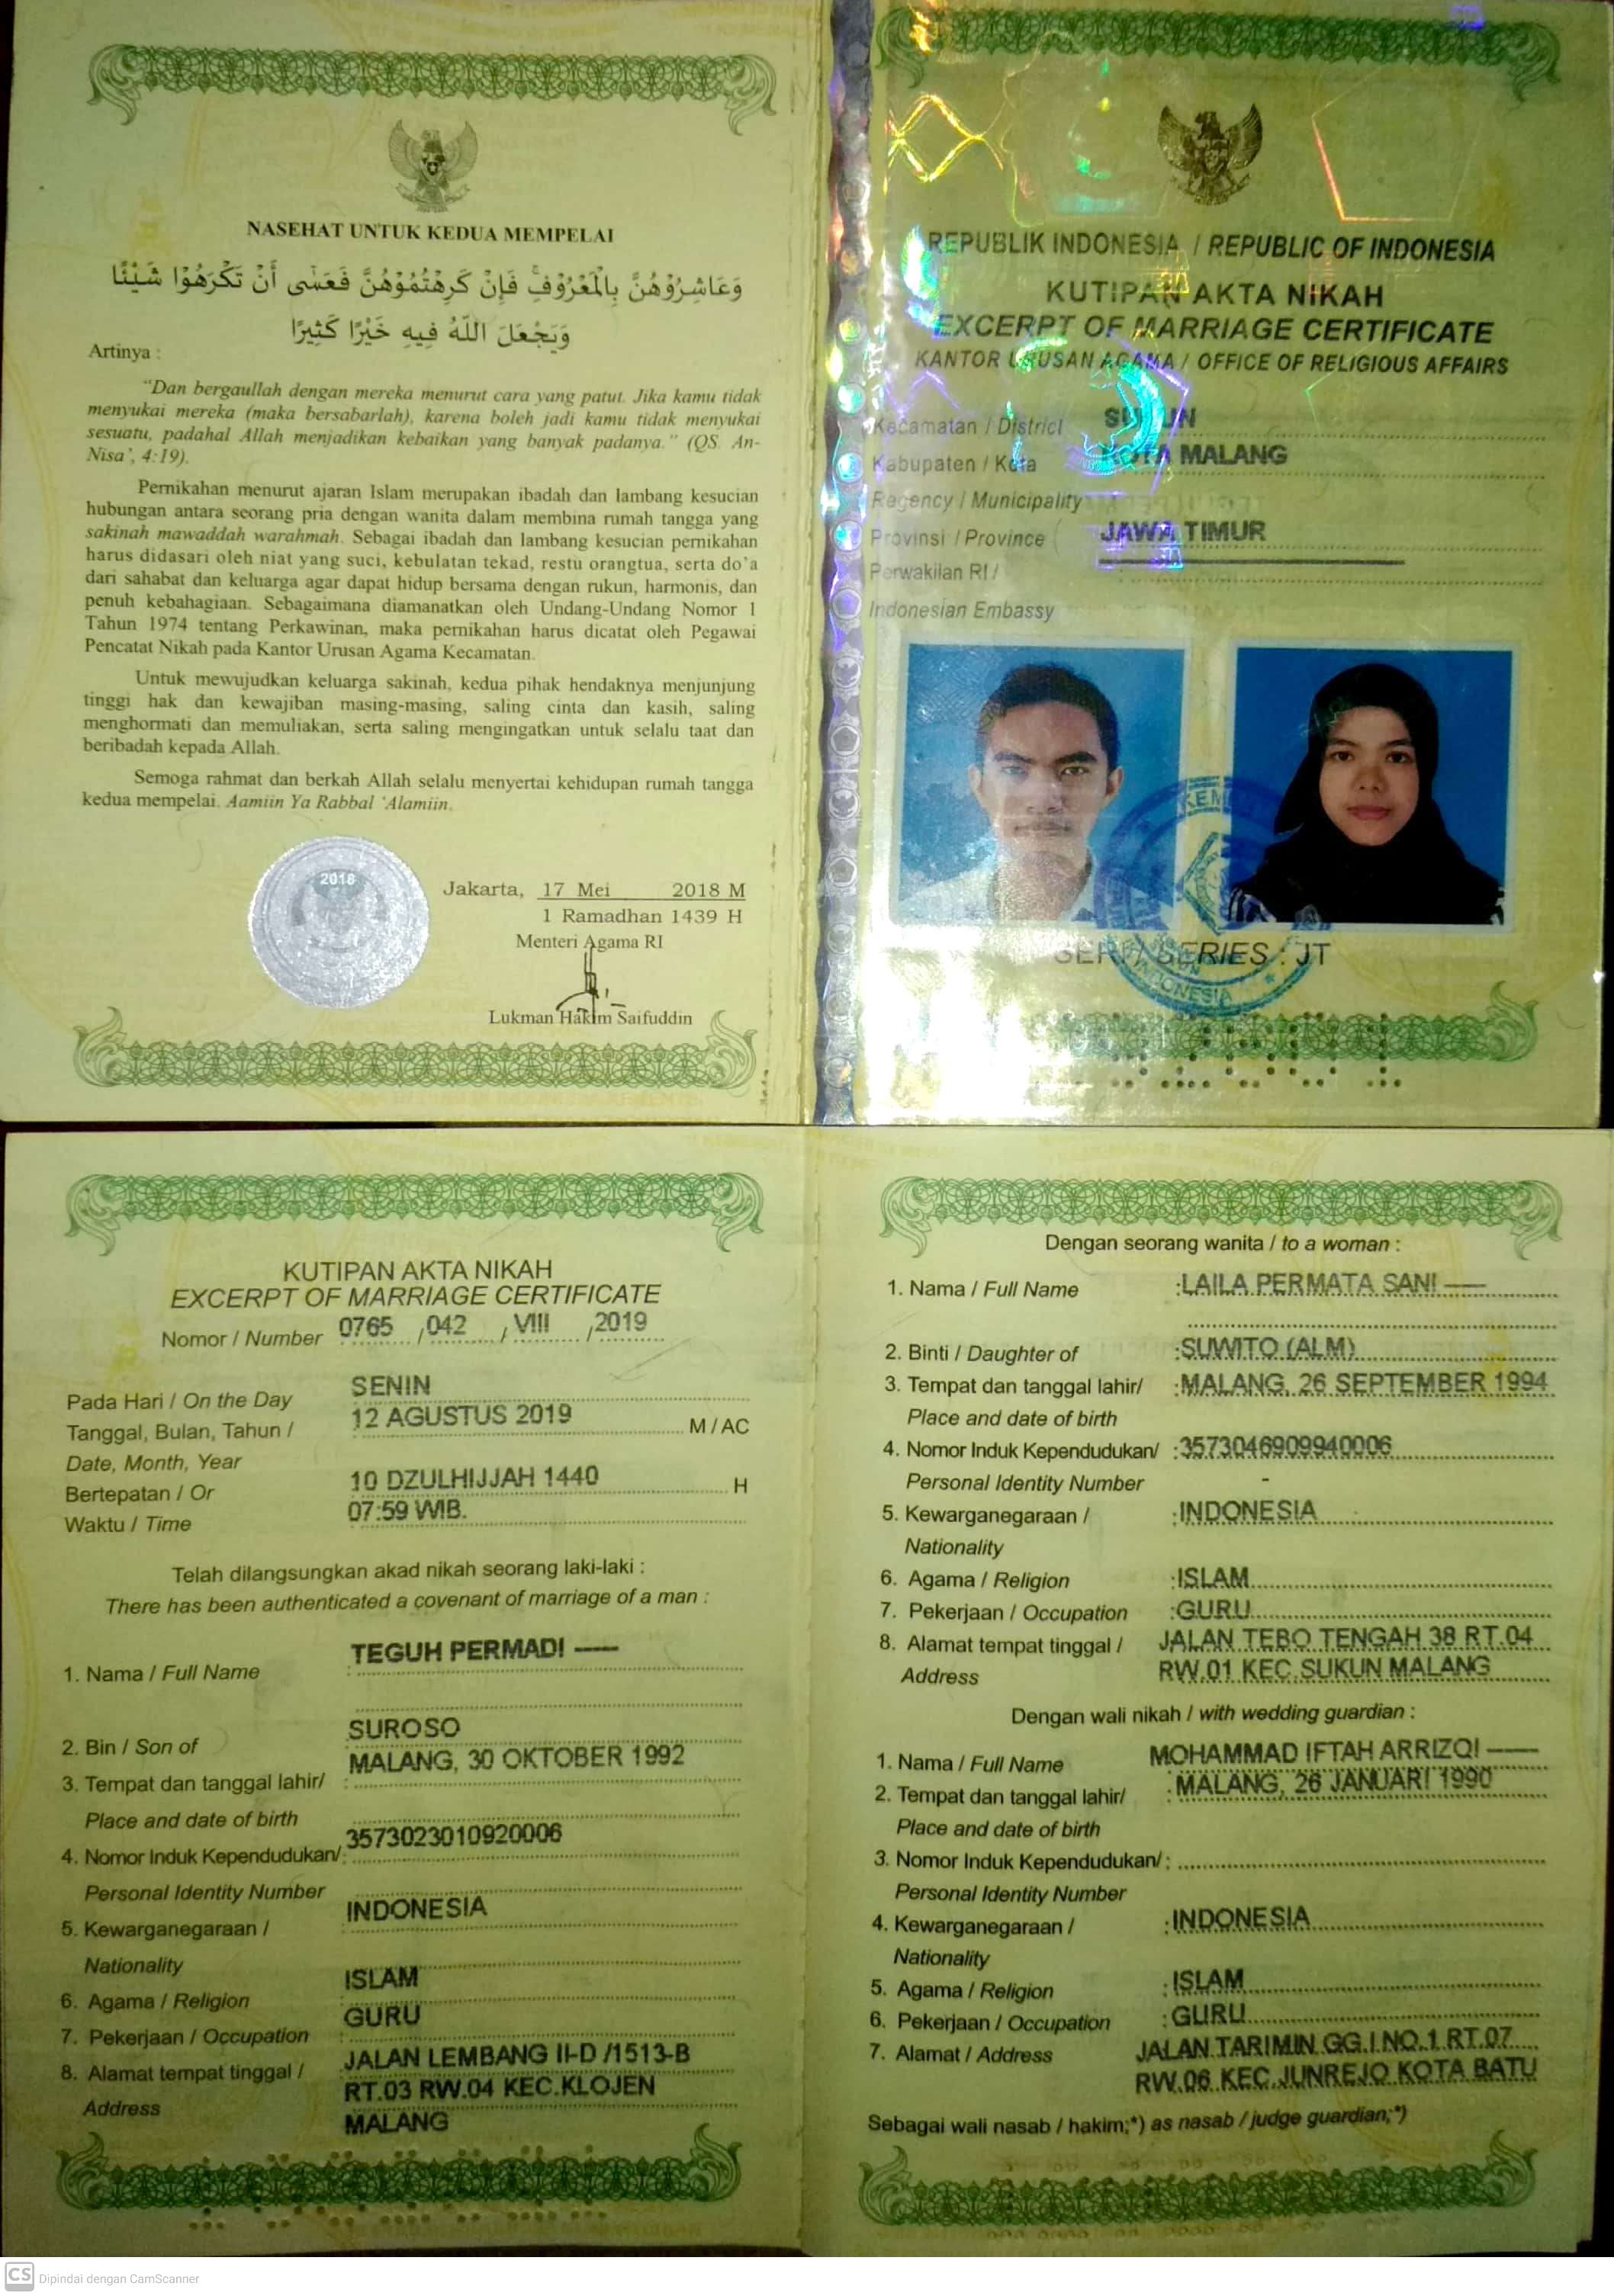 NASEHAT UNTUK KEDUA MEMPELAI
وَعَاشِرُوْهُنَّ بِالْمَعْرُوْفِۚ فَإِنْ كَرِهْتُمُوْهُنَّ فَعَسٰٓى أَنْ تَكْرَهُوْا شَيْئًا
وَيَجْعَلَ اللّٰهُ فِيهِ خَيْرًا كَثِيرًا
Artinya :
"Dan bergaullah dengan mereka menurut cara yang patut. Jika kamu tidak
menyukai mereka (maka bersabarlah), karena boleh jadi kamu tidak menyukai
sesuatu, padahal Allah menjadikan kebaikan yang banyak padanya." (QS. An-
Nisa', 4:19).
Pernikahan menurut ajaran Islam merupakan ibadah dan lambang kesucian
hubungan antara seorang pria dengan wanita dalam membina rumah tangga yang
sakinah mawaddah warahmah. Sebagai ibadah dan lambang kesucian pernikahan
harus didasari oleh niat yang suci, kebulatan tekad, restu orangtua, serta do'a
dari sahabat dan keluarga agar dapat hidup bersama dengan rukun, harmonis, dan
penuh kebahagiaan. Sebagaimana diamanatkan oleh Undang-Undang Nomor 1
Tahun 1974 tentang Perkawinan, maka pernikahan harus dicatat oleh Pegawai
Pencatat Nikah pada Kantor Urusan Agama Kecamatan.
Untuk mewujudkan keluarga sakinah, kedua pihak hendaknya menjunjung
tinggi hak dan kewajiban masing-masing, saling cinta dan kasih, saling
menghormati dan memuliakan, serta saling mengingatkan untuk selalu taat dan
beribadah kepada Allah.
Semoga rahmat dan berkah Allah selalu menyertai kehidupan rumah tangga
kedua mempelai. Aamiin Ya Rabbal 'Alamiin.
2018
Jakarta, 17 Mei 2018 M
1 Ramadhan 1439 H
Menteri Agama RI
Lukman Hakim Saifuddin
REPUBLIK INDONESIA / REPUBLIC OF INDONESIA
KUTIPAN AKTA NIKAH
EXCERPT OF MARRIAGE CERTIFICATE
KANTOR URUSAN AGAMA / OFFICE OF RELIGIOUS AFFAIRS
Kecamatan / District SUKUN
Kabupaten / Kota KOTA MALANG
Regency / Municipality
Provinsi / Province JAWA TIMUR
Perwakilan RI /
Indonesian Embassy
SERI / SERIES : JT
INDONESIA
KUTIPAN AKTA NIKAH
EXCERPT OF MARRIAGE CERTIFICATE
Nomor / Number 0765 / 042 / VIII / 2019
Pada Hari / On the Day SENIN
Tanggal, Bulan, Tahun / 12 AGUSTUS 2019 M / AC
Date, Month, Year
Bertepatan / Or 10 DZULHIJJAH 1440 H
Waktu / Time 07:59 WIB.
Telah dilangsungkan akad nikah seorang laki-laki :
There has been authenticated a covenant of marriage of a man :
1. Nama / Full Name : TEGUH PERMADI ----
2. Bin / Son of SUROSO
3. Tempat dan tanggal lahir/ : MALANG, 30 OKTOBER 1992
Place and date of birth
4. Nomor Induk Kependudukan/: 3573023010920006
Personal Identity Number
5. Kewarganegaraan / INDONESIA
Nationality
6. Agama / Religion ISLAM
7. Pekerjaan / Occupation : GURU
8. Alamat tempat tinggal / JALAN LEMBANG II-D /1513-B
Address RT.03 RW.04 KEC.KLOJEN
MALANG
Dengan seorang wanita / to a woman :
1. Nama / Full Name :LAILA PERMATA SANI ----
2. Binti / Daughter of :SUWITO (ALM)
3. Tempat dan tanggal lahir/ :MALANG, 26 SEPTEMBER 1994
Place and date of birth
4. Nomor Induk Kependudukan/ :3573046909940006
Personal Identity Number -
5. Kewarganegaraan / :INDONESIA
Nationality
6. Agama / Religion :ISLAM
7. Pekerjaan / Occupation :GURU
8. Alamat tempat tinggal / JALAN TEBO TENGAH 38 RT.04
Address RW.01 KEC.SUKUN MALANG
Dengan wali nikah / with wedding guardian :
1. Nama / Full Name MOHAMMAD IFTAH ARRIZQI ----
2. Tempat dan tanggal lahir/ : MALANG, 26 JANUARI 1990
Place and date of birth
3. Nomor Induk Kependudukan/ :
Personal Identity Number
4. Kewarganegaraan / :INDONESIA
Nationality
5. Agama / Religion : ISLAM
6. Pekerjaan / Occupation : GURU
7. Alamat / Address JALAN TARIMIN GG.I NO.1 RT.07
RW.06 KEC.JUNREJO KOTA BATU
Sebagai wali nasab / hakim;*) as nasab / judge guardian;*)
CS Dipindai dengan CamScanner